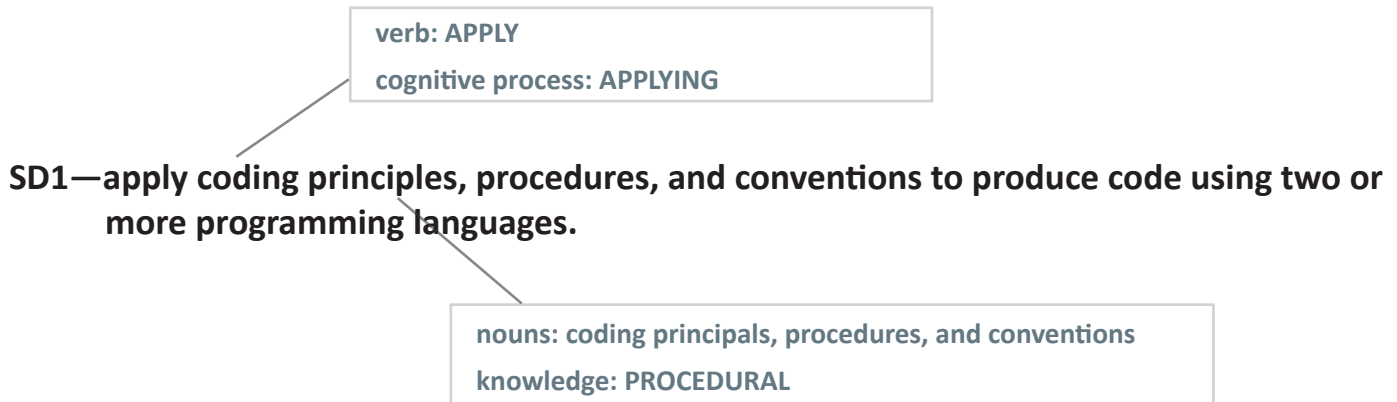 verb: APPLY
cognitive process: APPLYING
SD1—apply coding principles, procedures, and conventions to produce code using two or
more programming languages.
nouns: coding principals, procedures, and conventions
knowledge: PROCEDURAL